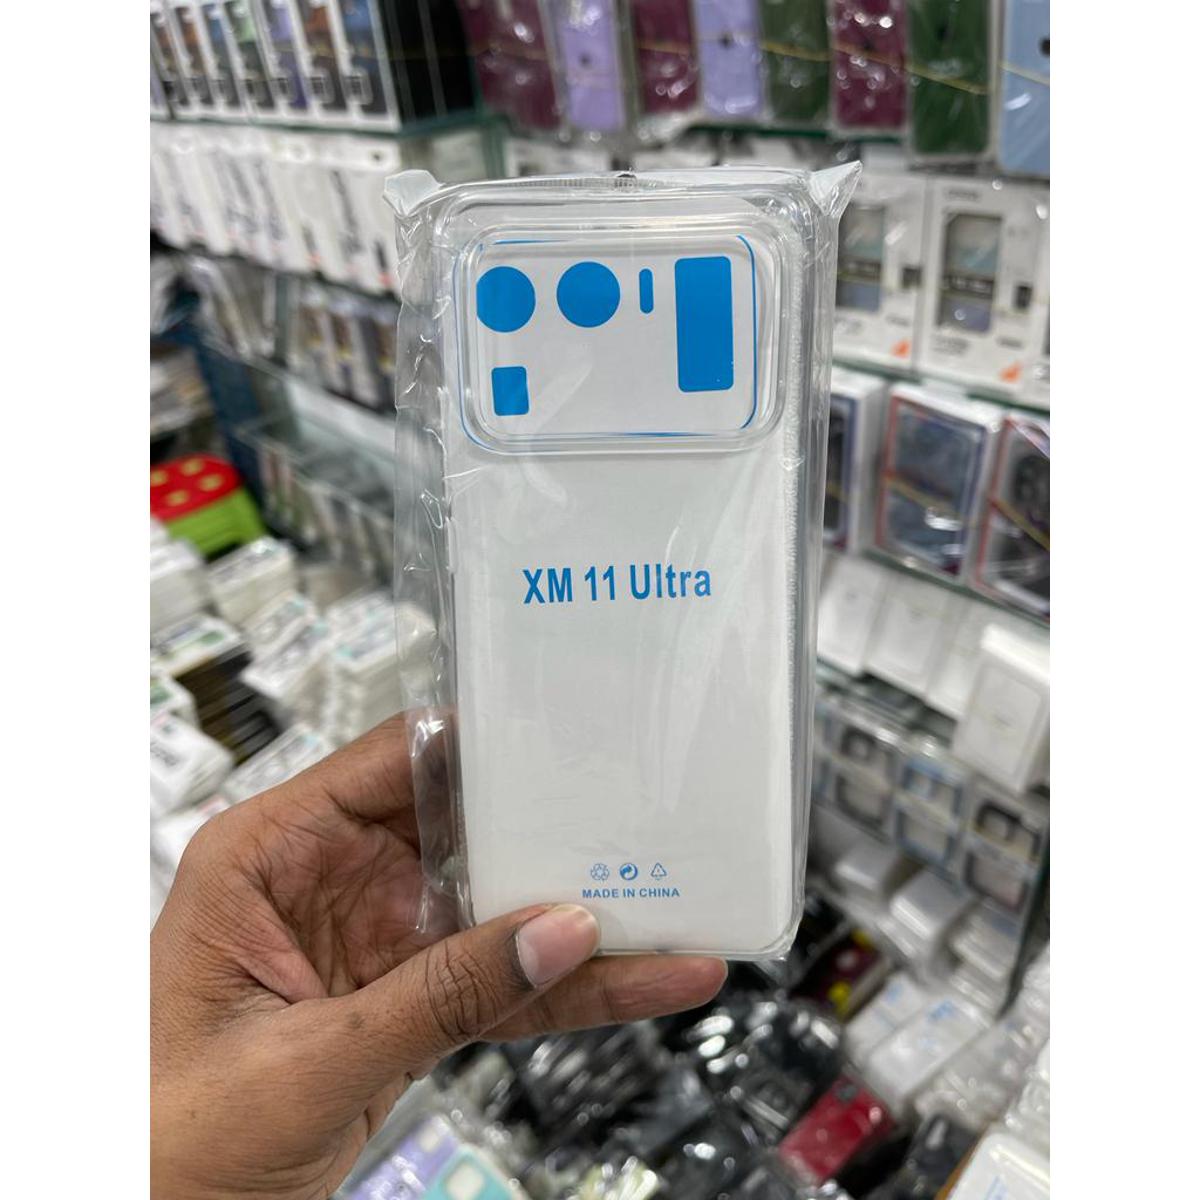 XM 11 Ultra
MADE IN CHINA